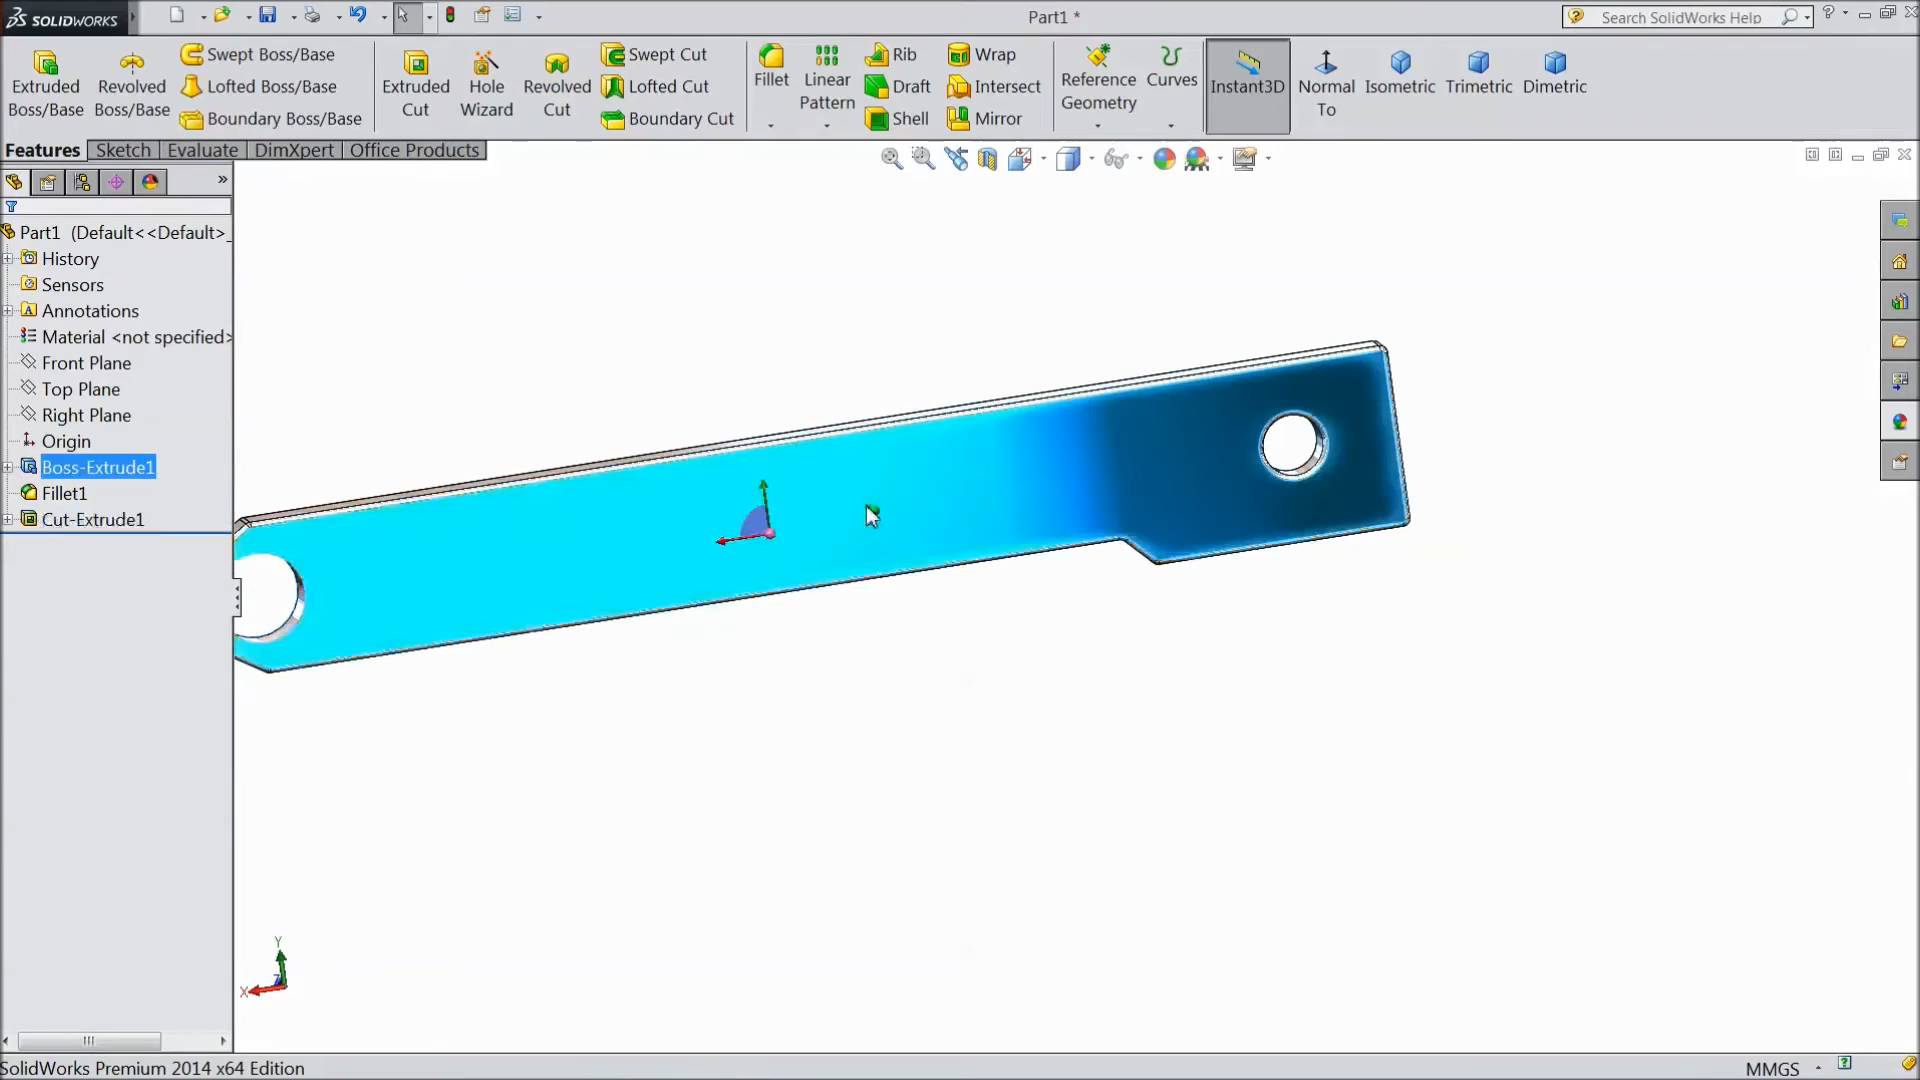 SOLIDWORKS
Part1 *
Search SolidWorks Help
Extruded Boss/Base
Revolved Boss/Base
Swept Boss/Base
Lofted Boss/Base
Boundary Boss/Base
Extruded Cut
Hole Wizard
Revolved Cut
Swept Cut
Lofted Cut
Boundary Cut
Fillet
Linear Pattern
Rib
Draft
Shell
Wrap
Intersect
Mirror
Reference Geometry
Curves
Instant3D
Normal To
Isometric
Trimetric
Dimetric
Features
Sketch
Evaluate
DimXpert
Office Products
Part1 (Default<<Default>_
History
Sensors
Annotations
Material <not specified>
Front Plane
Top Plane
Right Plane
Origin
Boss-Extrude1
Fillet1
Cut-Extrude1
Y
Z
X
SolidWorks Premium 2014 x64 Edition
MMGS